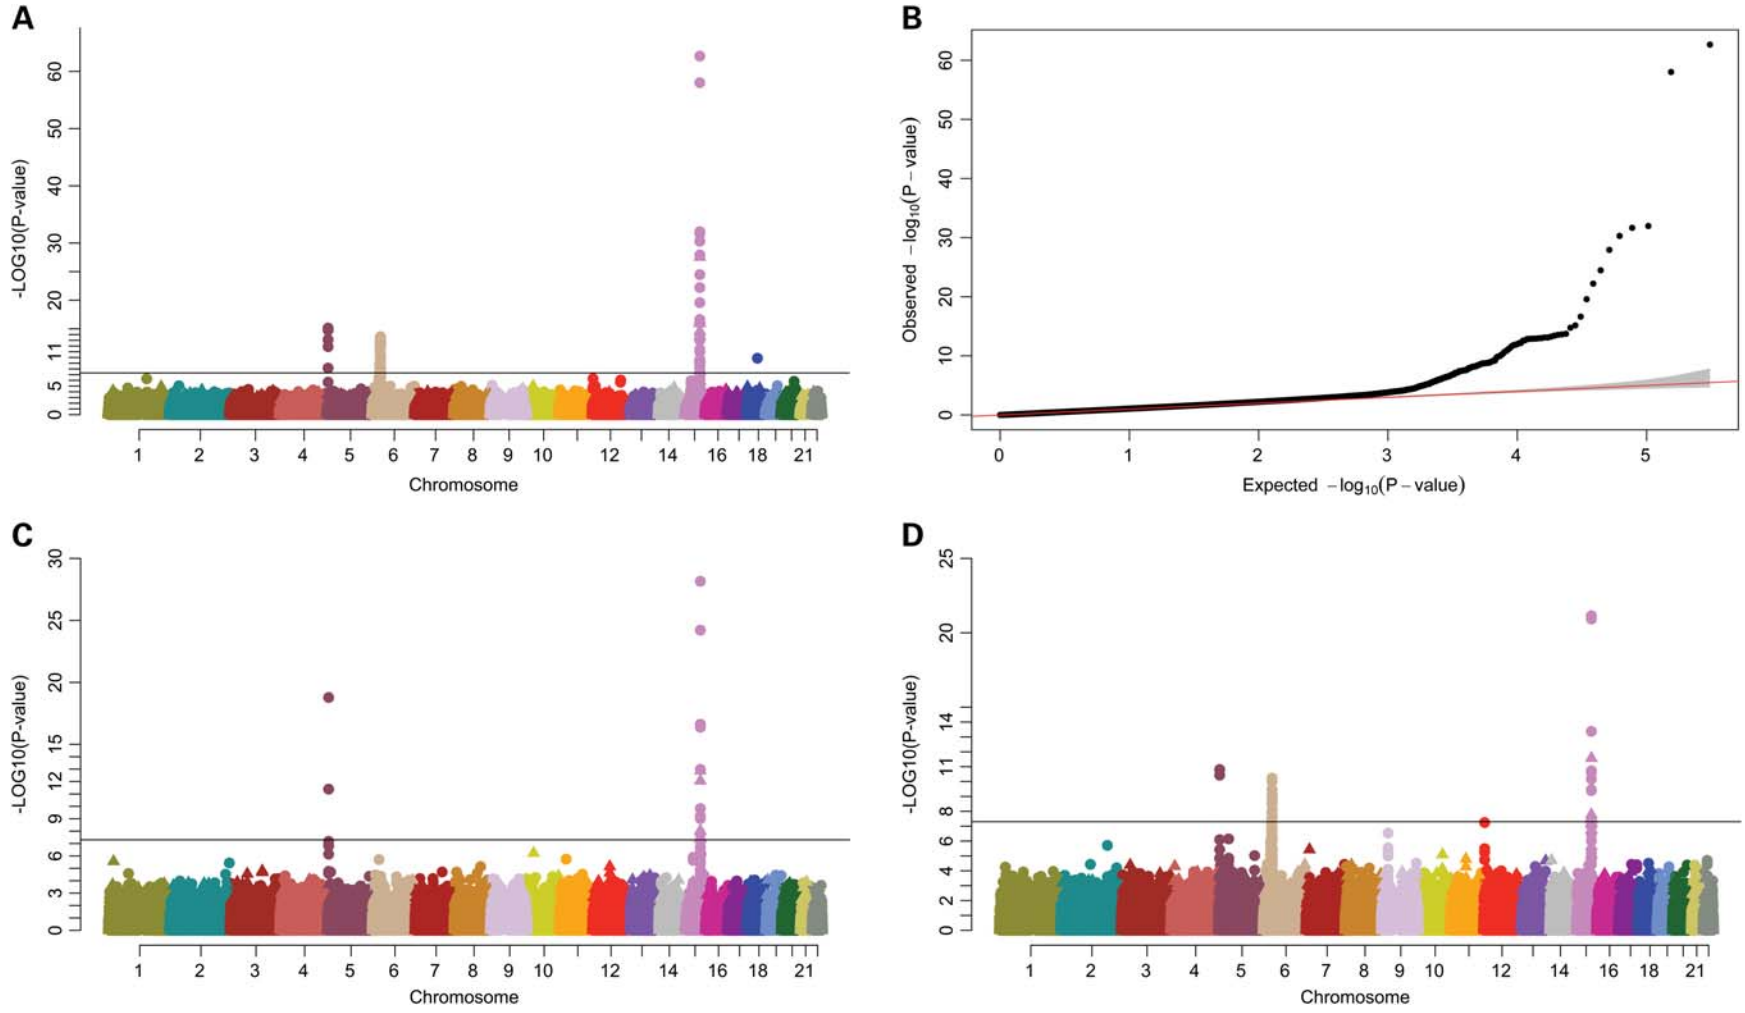 A
-LOG10(P-value)
60
50
40
30
20
11
5
0
1 2 3 4 5 6 7 8 9 10 12 14 16 18 21
Chromosome
B
Observed −log10(P − value)
60
50
40
30
20
10
0
0 1 2 3 4 5
Expected −log10(P − value)
C
-LOG10(P-value)
30
25
20
15
12
9
6
3
0
1 2 3 4 5 6 7 8 9 10 12 14 16 18 21
Chromosome
D
-LOG10(P-value)
25
20
14
11
8
6
4
2
0
1 2 3 4 5 6 7 8 9 10 12 14 16 18 21
Chromosome